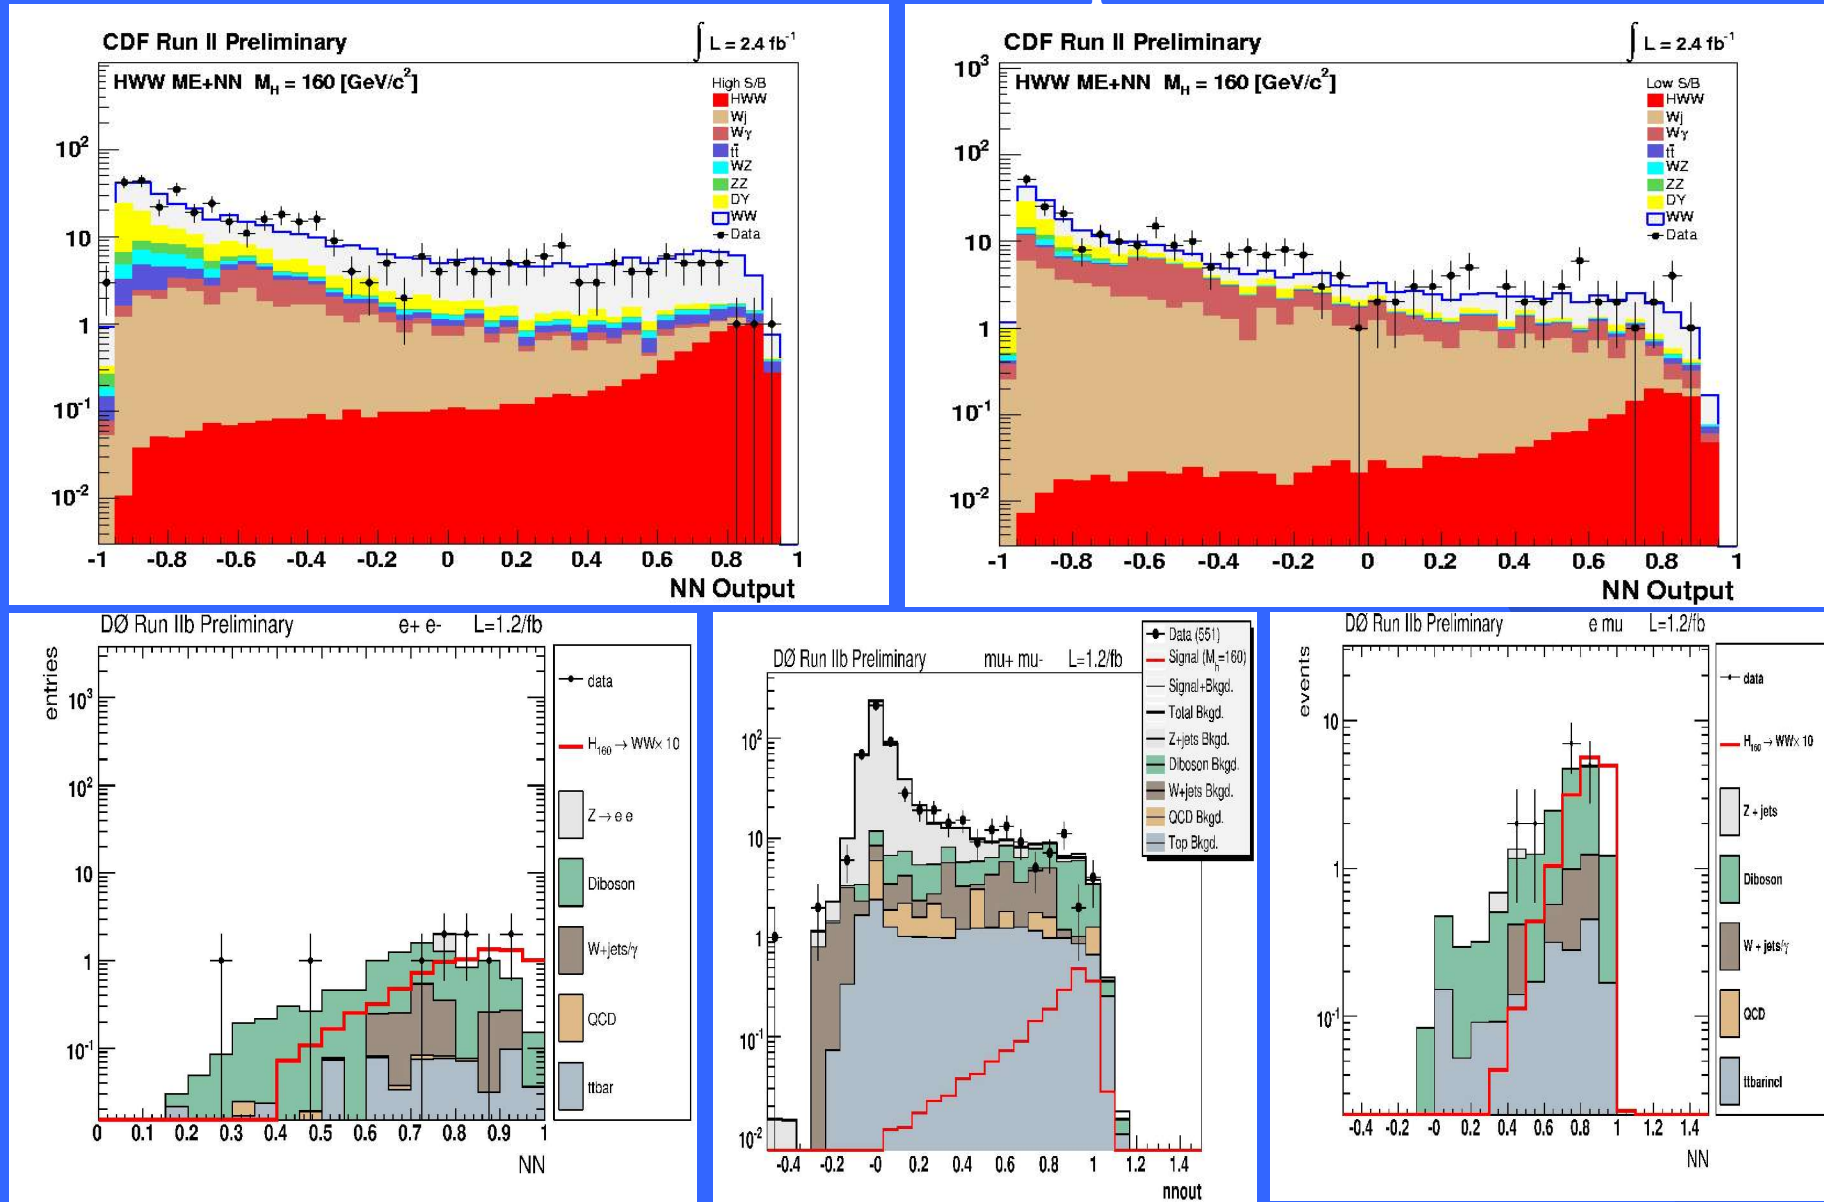 CDF Run II Preliminary
∫ L = 2.4 fb⁻¹
HWW ME+NN M_H = 160 [GeV/c²]
High S/B
HWW
Wj
Wγ
tt̄
WZ
ZZ
DY
WW
Data
10²
10
1
10⁻¹
10⁻²
-1 -0.8 -0.6 -0.4 -0.2 0 0.2 0.4 0.6 0.8 1
NN Output
CDF Run II Preliminary
∫ L = 2.4 fb⁻¹
HWW ME+NN M_H = 160 [GeV/c²]
Low S/B
HWW
Wj
Wγ
tt̄
WZ
ZZ
DY
WW
Data
10³
10²
10
1
10⁻¹
10⁻²
-1 -0.8 -0.6 -0.4 -0.2 0 0.2 0.4 0.6 0.8 1
NN Output
DØ Run IIb Preliminary e+ e- L=1.2/fb
entries
data
H₁₆₀ → WW× 10
Z → e e
Diboson
W+jets/γ
QCD
ttbar
10³
10²
10
1
10⁻¹
0 0.1 0.2 0.3 0.4 0.5 0.6 0.7 0.8 0.9 1
NN
DØ Run IIb Preliminary mu+ mu- L=1.2/fb
Data (551)
Signal (M_h=160)
Signal+Bkgd.
Total Bkgd.
Z+jets Bkgd.
Diboson Bkgd.
W+jets Bkgd.
QCD Bkgd.
Top Bkgd.
10²
10
1
10⁻¹
10⁻²
-0.4 -0.2 -0 0.2 0.4 0.6 0.8 1 1.2 1.4
nnout
DØ Run IIb Preliminary e mu L=1.2/fb
events
data
H₁₆₀ → WW× 10
Z + jets
Diboson
W + jets/γ
QCD
ttbarincl
10
1
10⁻¹
-0.4 -0.2 -0 0.2 0.4 0.6 0.8 1 1.2 1.4
NN